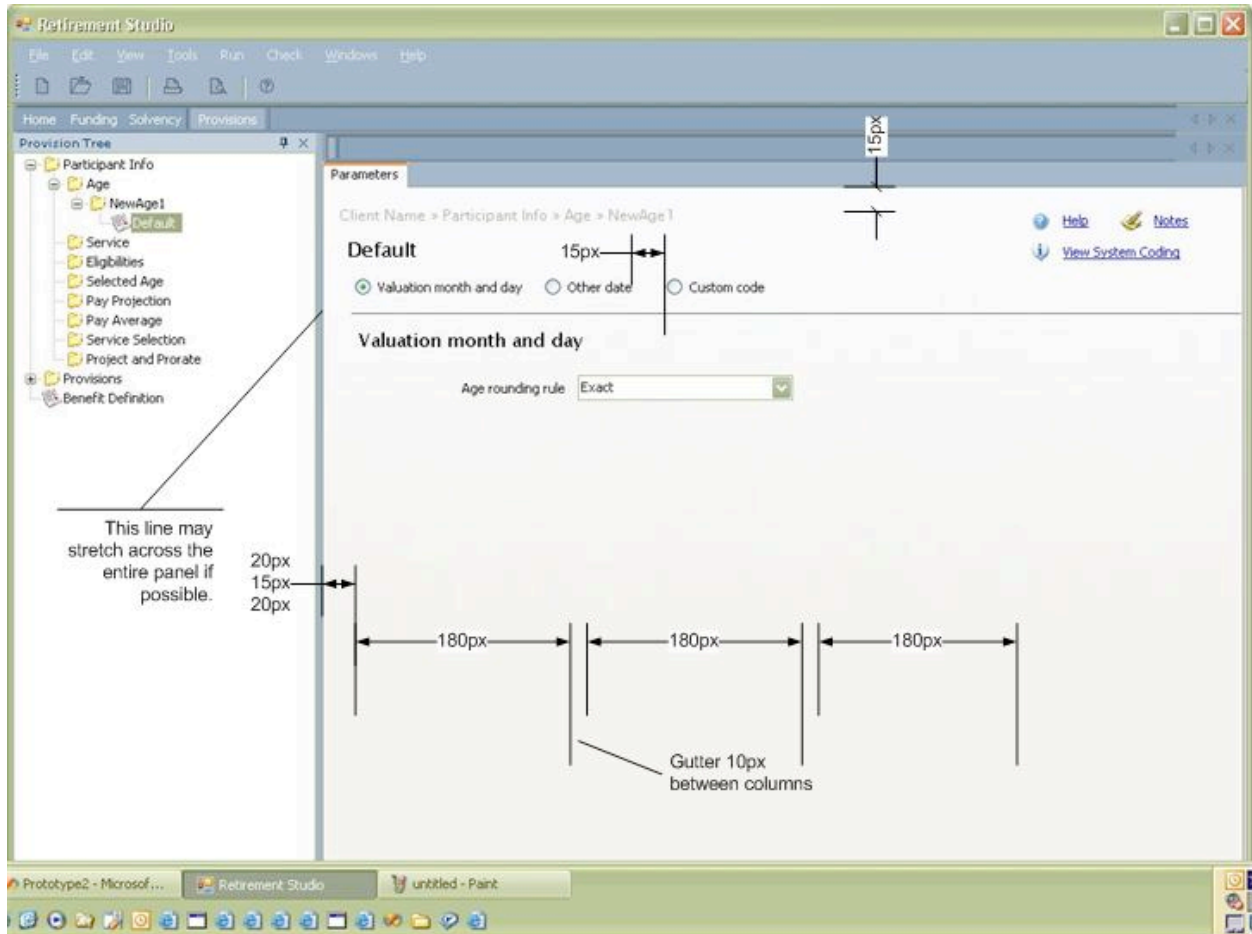 Retirement Studio
File Edit View Tools Run Check Windows Help
Home Funding Solvency Provisions
Provision Tree
Participant Info
Age
NewAge1
Default
Service
Eligbilities
Selected Age
Pay Projection
Pay Average
Service Selection
Project and Prorate
Provisions
Benefit Definition
Parameters
15px
Client Name » Participant Info » Age » NewAge1
Help Notes
Default
15px
View System Coding
Valuation month and day Other date Custom code
Valuation month and day
Age rounding rule Exact
This line may
stretch across the
entire panel if
possible.
20px
15px
20px
180px 180px 180px
Gutter 10px
between columns
Prototype2 - Microsof... Retirement Studio untitled - Paint